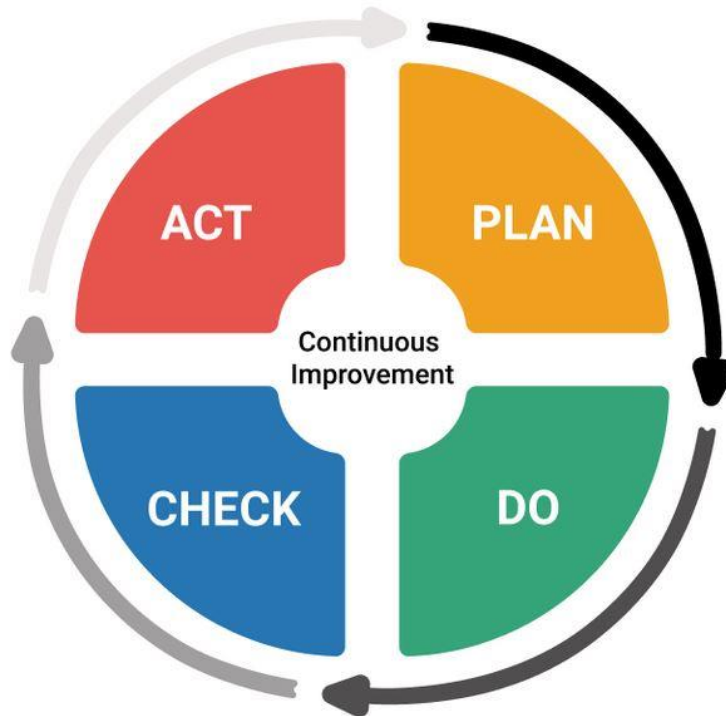 ACT
PLAN
Continuous
Improvement
CHECK
DO